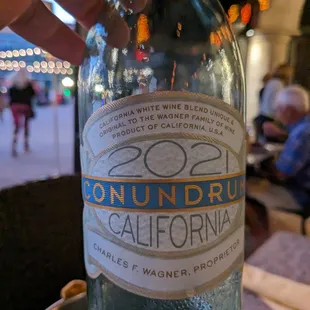 CALIFORNIA WHITE WINE BLEND UNIQUE &
ORIGINAL TO THE WAGNER FAMILY OF WINE
PRODUCT OF CALIFORNIA, U.S.A.
2021
CONUNDRUM
CALIFORNIA
CHARLES F. WAGNER, PROPRIETOR